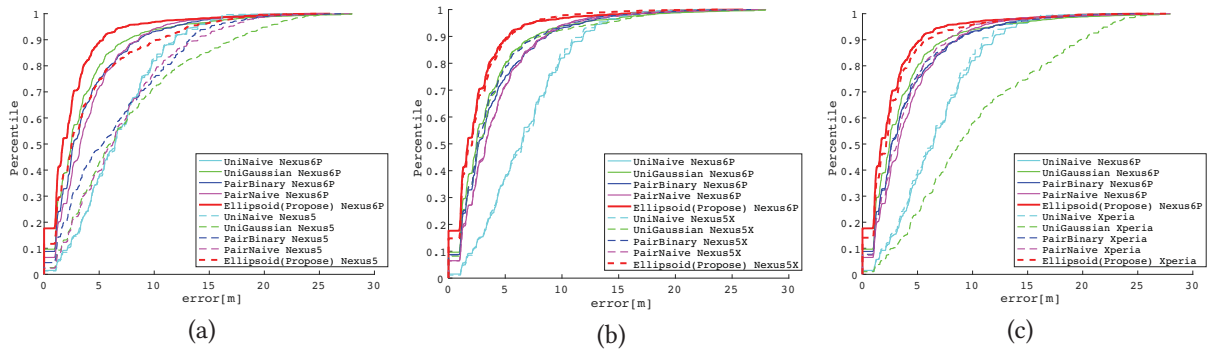 1
0.9
0.8
0.7
0.6
0.5
0.4
0.3
0.2
0.1
0
Percentile
0 5 10 15 20 25 30
error[m]
UniNaive Nexus6P
UniGaussian Nexus6P
PairBinary Nexus6P
PairNaive Nexus6P
Ellipsoid(Propose) Nexus6P
UniNaive Nexus5
UniGaussian Nexus5
PairBinary Nexus5
PairNaive Nexus5
Ellipsoid(Propose) Nexus5
(a)
1
0.9
0.8
0.7
0.6
0.5
0.4
0.3
0.2
0.1
0
Percentile
0 5 10 15 20 25 30
error[m]
UniNaive Nexus6P
UniGaussian Nexus6P
PairBinary Nexus6P
PairNaive Nexus6P
Ellipsoid(Propose) Nexus6P
UniNaive Nexus5X
UniGaussian Nexus5X
PairBinary Nexus5X
PairNaive Nexus5X
Ellipsoid(Propose) Nexus5X
(b)
1
0.9
0.8
0.7
0.6
0.5
0.4
0.3
0.2
0.1
0
Percentile
0 5 10 15 20 25 30
error[m]
UniNaive Nexus6P
UniGaussian Nexus6P
PairBinary Nexus6P
PairNaive Nexus6P
Ellipsoid(Propose) Nexus6P
UniNaive Xperia
UniGaussian Xperia
PairBinary Xperia
PairNaive Xperia
Ellipsoid(Propose) Xperia
(c)